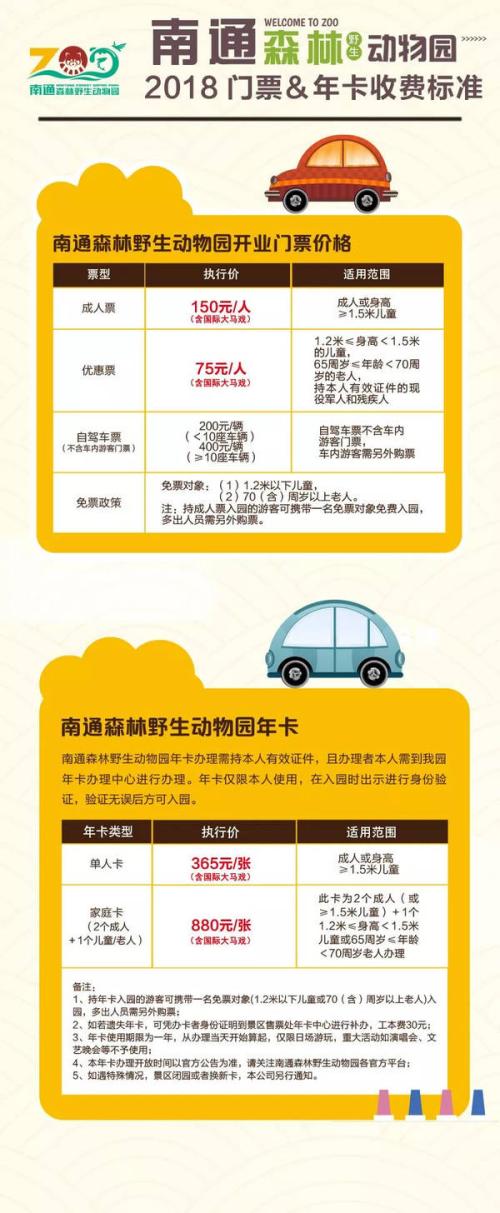 南通森林野生动物园
WELCOME TO ZOO
2018门票&年卡收费标准
ZOO
南通森林野生动物园
南通森林野生动物园开业门票价格
票型 执行价 适用范围
成人票
150元/人
(含国际大马戏)
成人或身高
≥1.5米儿童
优惠票
75元/人
(含国际大马戏)
1.2米≤身高<1.5米
的儿童,
65周岁≤年龄<70周
岁的老人,
持本人有效证件的现
役军人和残疾人
自驾车票
(不含车内游客门票)
200元/辆
(<10座车辆)
400元/辆
(≥10座车辆)
自驾车票不含车内
游客门票,
车内游客需另外购票
免票政策
免票对象:(1)1.2米以下儿童,
(2)70(含)周岁以上老人。
注:持成人票入园的游客可携带一名免票对象免费入园,
多出人员需另外购票。
南通森林野生动物园年卡
南通森林野生动物园年卡办理需持本人有效证件,且办理者本人需到我园
年卡办理中心进行办理。年卡仅限本人使用,在入园时出示进行身份验
证,验证无误后方可入园。
年卡类型 执行价 适用范围
单人卡
365元/张
(含国际大马戏)
成人或身高
≥1.5米儿童
家庭卡
(2个成人
+1个儿童/老人)
880元/张
(含国际大马戏)
此卡为2个成人(或
≥1.5米儿童)+1个
1.2米≤身高<1.5米
儿童或65周岁≤年龄
<70周岁老人办理
备注:
1、持年卡入园的游客可携带一名免票对象(1.2米以下儿童或70(含)周岁以上老人)入
园,多出人员需另外购票。
2、如若遗失年卡,可凭办卡者身份证明到景区售票处年卡中心进行补办,工本费30元;
3、年卡使用期限为一年,从办理当天开始算起,仅限日场游玩,重大活动如演唱会、文
艺晚会等不予使用;
4、本年卡办理开放时间以官方公告为准,请关注南通森林野生动物园各官方平台;
5、如遇特殊情况,景区闭园或者换新卡,本公司另行通知。